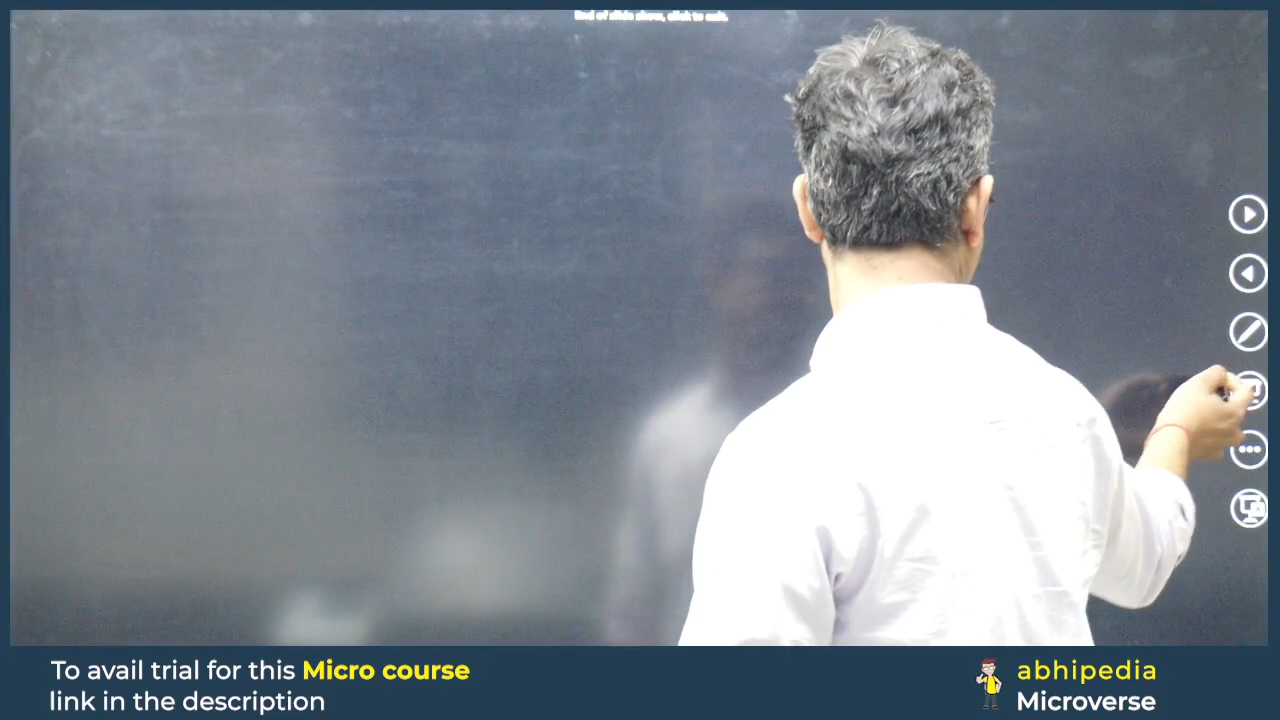 End of slide show, click to exit.
To avail trial for this Micro course
link in the description
abhipedia
Microverse